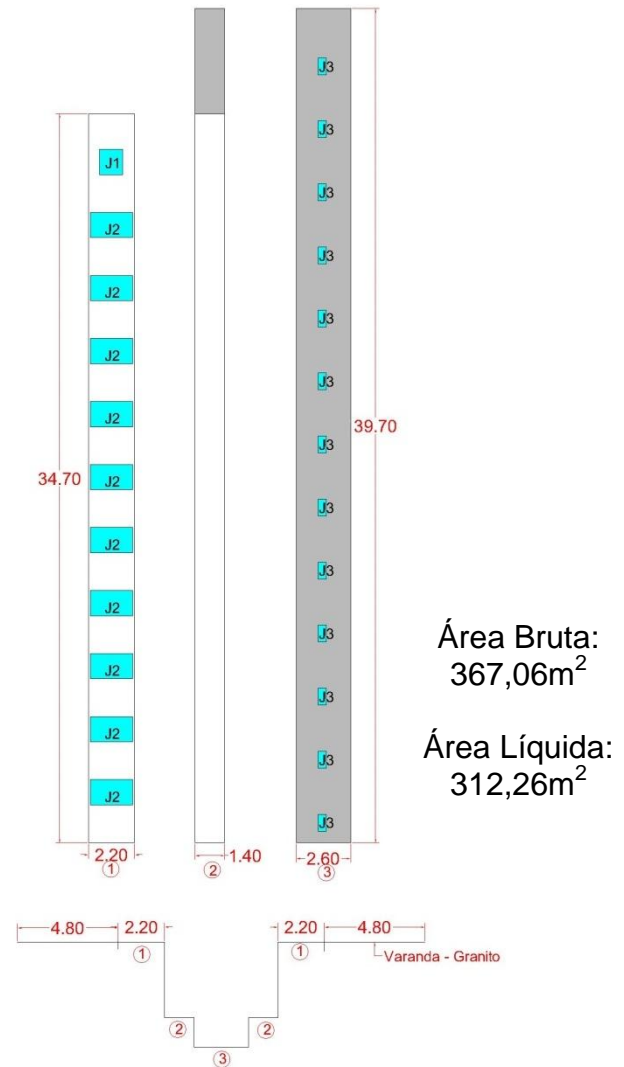 J1
J2
J2
J2
J2
J2
J2
J2
J2
J2
J2
34.70
2.20
①
1.40
②
J3
J3
J3
J3
J3
J3
J3
J3
J3
J3
J3
J3
J3
39.70
2.60
③
Área Bruta:
367,06m²
Área Líquida:
312,26m²
4.80
2.20
2.20
4.80
①
①
Varanda - Granito
②
②
③